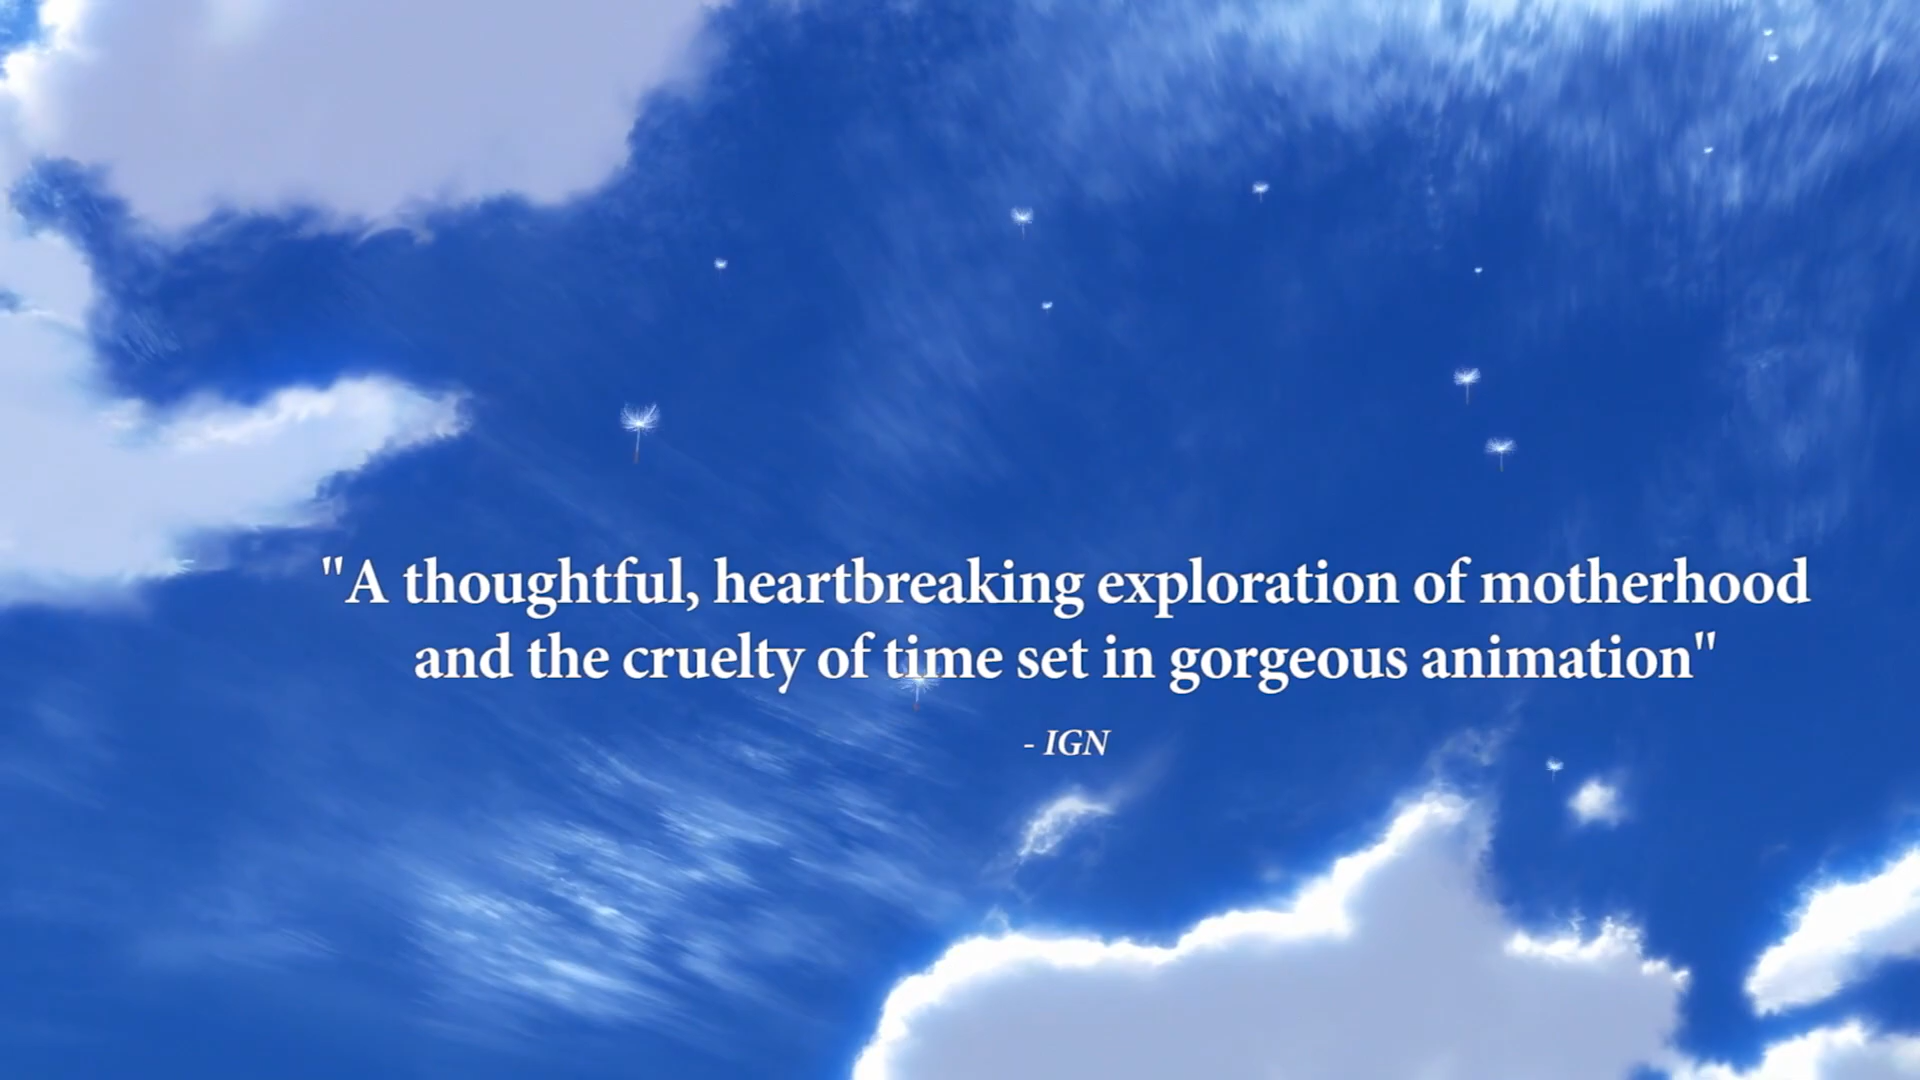 "A thoughtful, heartbreaking exploration of motherhood
and the cruelty of time set in gorgeous animation"
- IGN